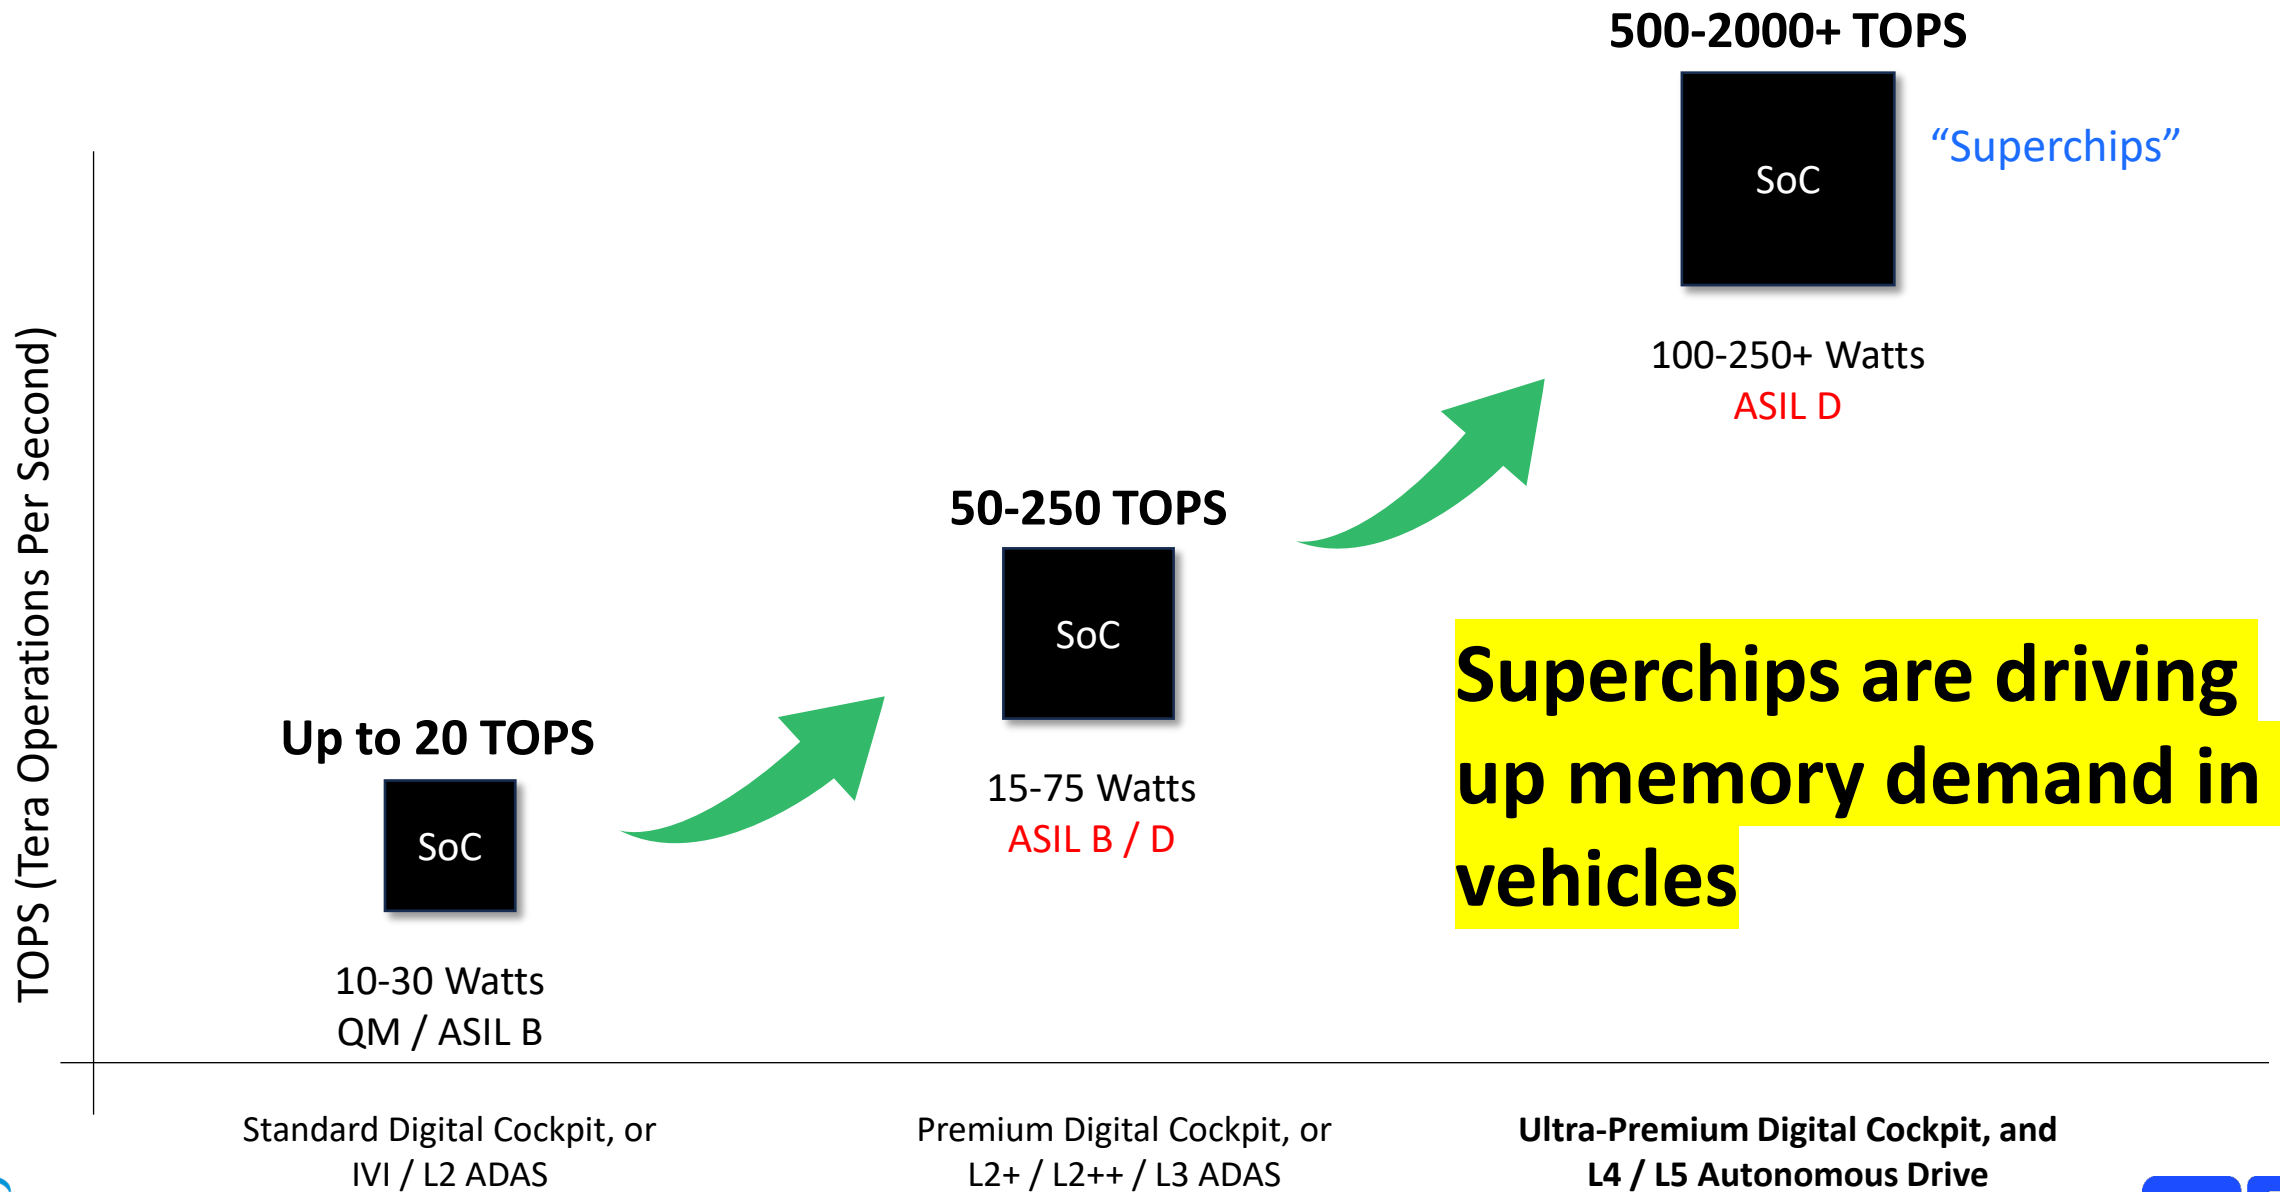 500-2000+ TOPS
SoC
“Superchips”
100-250+ Watts
ASIL D
50-250 TOPS
SoC
15-75 Watts
ASIL B / D
Up to 20 TOPS
SoC
10-30 Watts
QM / ASIL B
Superchips are driving
up memory demand in
vehicles
TOPS (Tera Operations Per Second)
Standard Digital Cockpit, or
IVI / L2 ADAS
Premium Digital Cockpit, or
L2+ / L2++ / L3 ADAS
Ultra-Premium Digital Cockpit, and
L4 / L5 Autonomous Drive